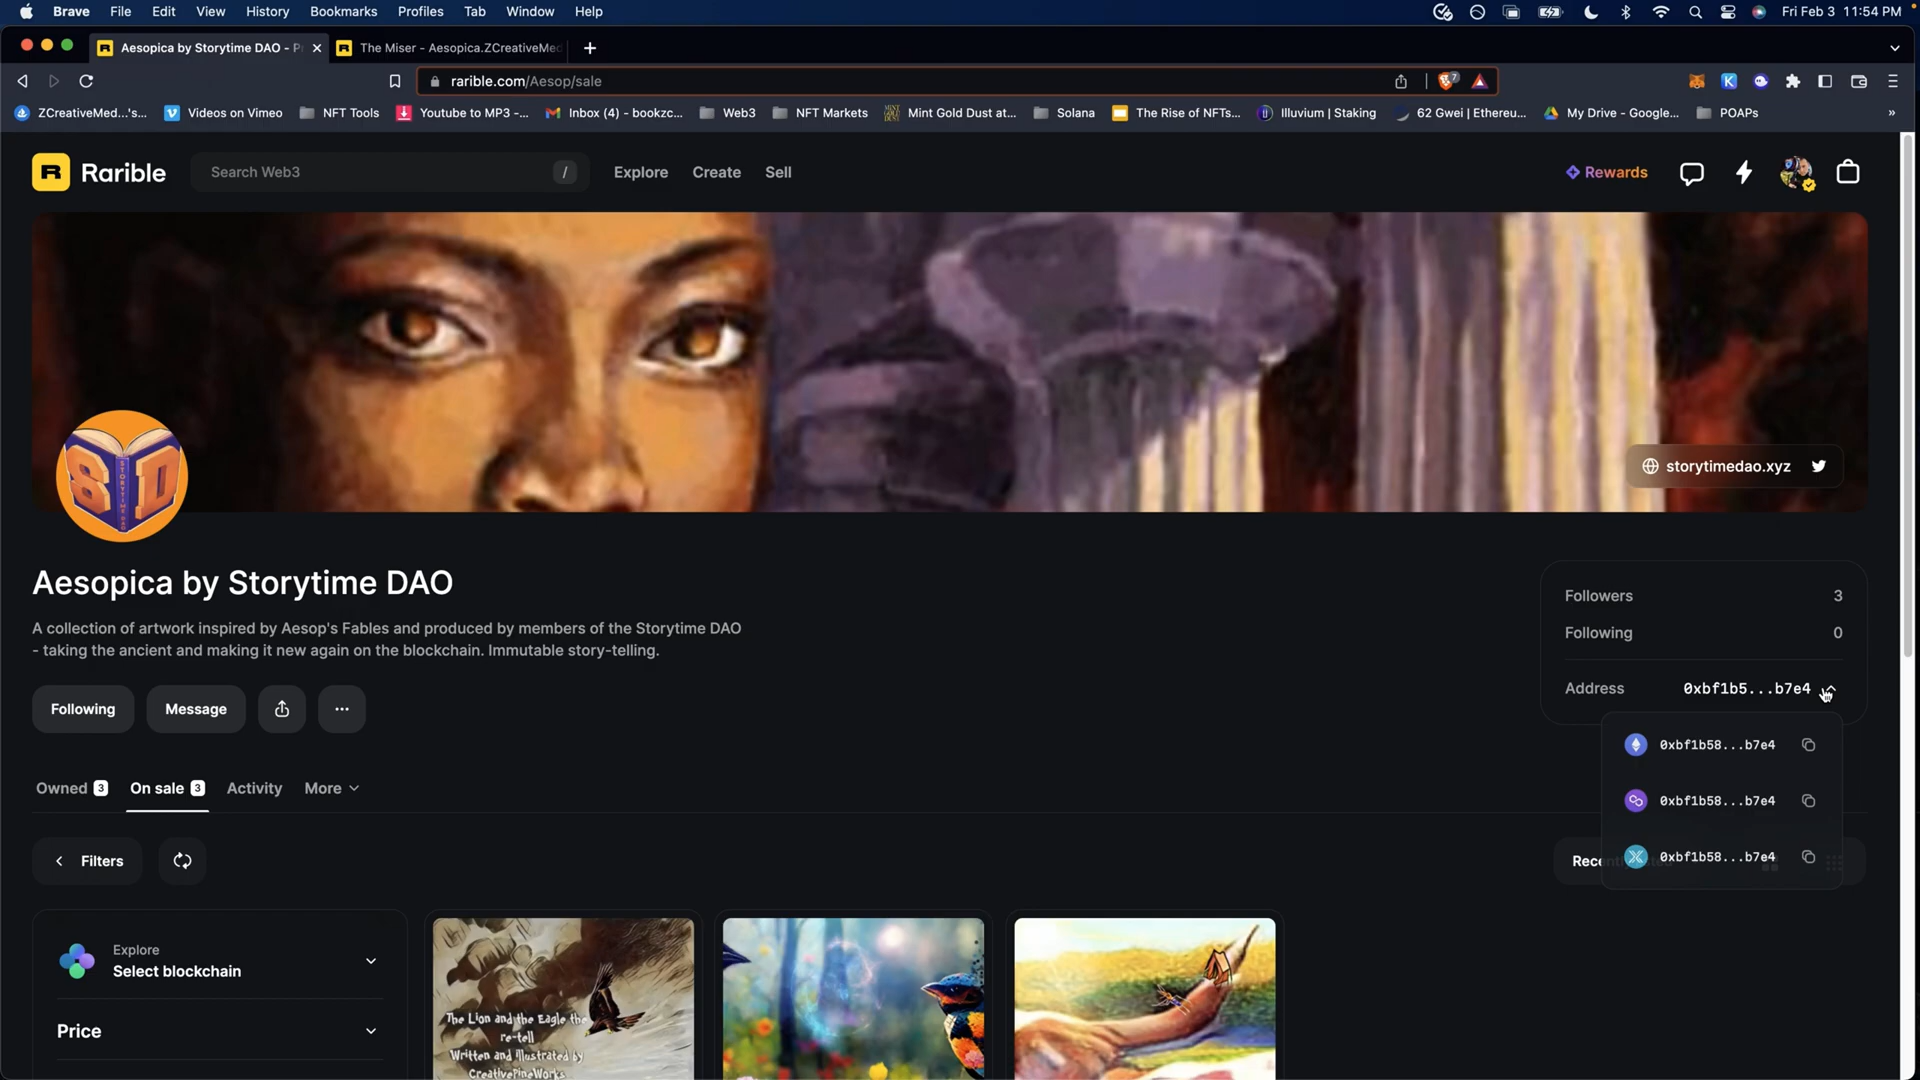 Brave File Edit View History Bookmarks Profiles Tab Window Help Fri Feb 3 11:54 PM
Aesopica by Storytime DAO - P
The Miser - Aesopica.ZCreativeMed
rarible.com/Aesop/sale
7
ZCreativeMed...'s... Videos on Vimeo NFT Tools Youtube to MP3 -... Inbox (4) - bookzc... Web3 NFT Markets Mint Gold Dust at... Solana The Rise of NFTs... Illuvium | Staking 62 Gwei | Ethereu... My Drive - Google... POAPs »
R Rarible Search Web3 / Explore Create Sell Rewards
storytimedao.xyz
SD
STORYTIME DAO
Aesopica by Storytime DAO
A collection of artwork inspired by Aesop's Fables and produced by members of the Storytime DAO
- taking the ancient and making it new again on the blockchain. Immutable story-telling.
Following Message ...
Followers 3
Following 0
Address 0xbf1b5...b7e4
0xbf1b58...b7e4
0xbf1b58...b7e4
0xbf1b58...b7e4
Owned 3 On sale 3 Activity More
Filters
Explore
Select blockchain
Price
The Lion and the Eagle the
re-tell
Written and Illustrated by
CreativePineWorks